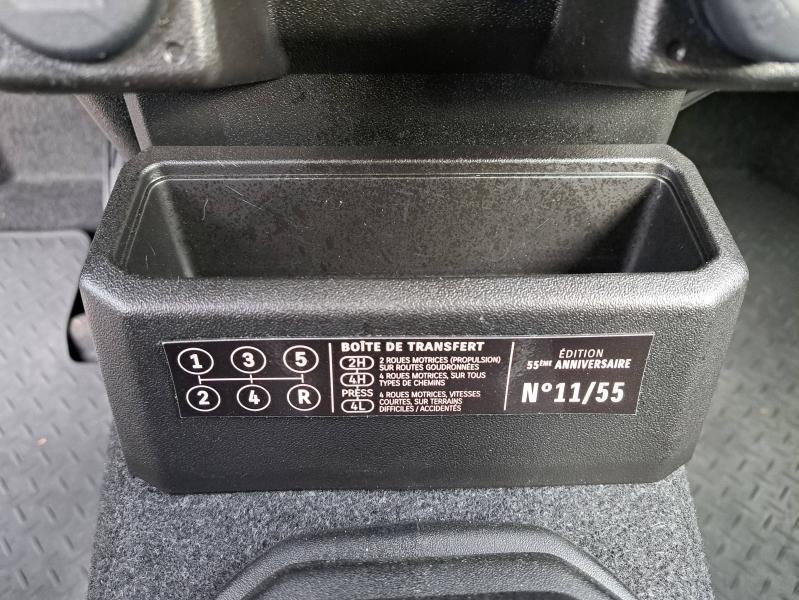 1 3 5
2 4 R
BOÎTE DE TRANSFERT
2H 2 ROUES MOTRICES (PROPULSION)
SUR ROUTES GOUDRONNÉES
4H 4 ROUES MOTRICES, SUR TOUS
TYPES DE CHEMINS
PRESS
4L 4 ROUES MOTRICES, VITESSES
COURTES, SUR TERRAINS
DIFFICILES / ACCIDENTÉS
ÉDITION
55ÈME ANNIVERSAIRE
N°11/55